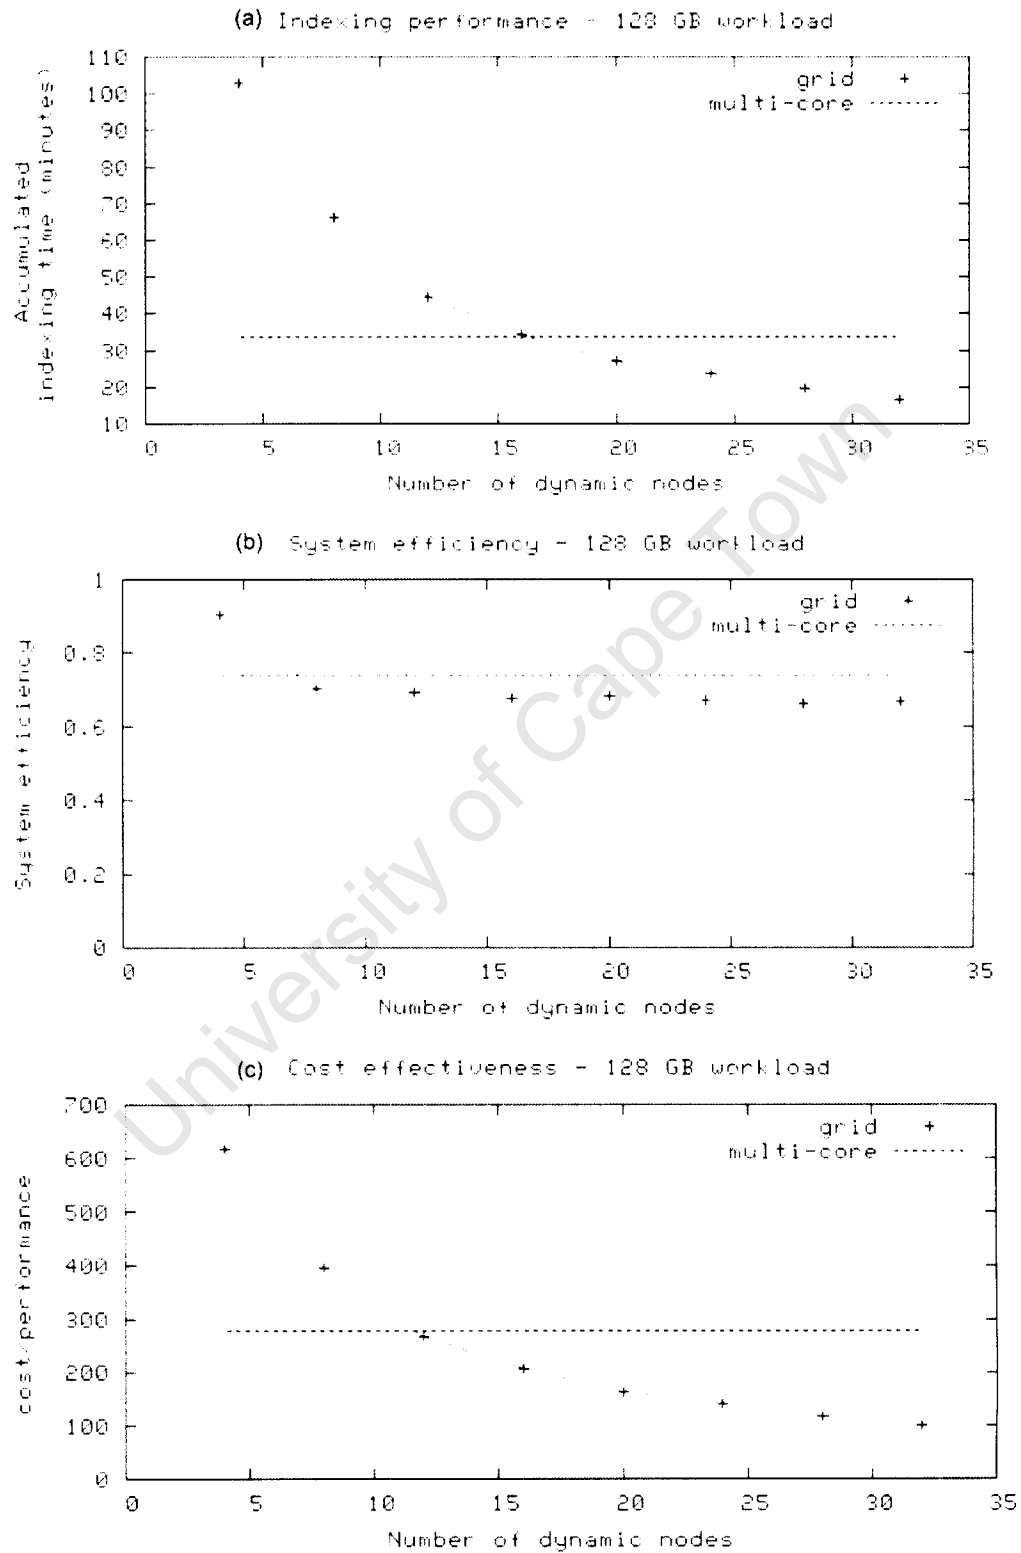 (a) Indexing performance - 128 GB workload
110
100
90
80
70
60
50
40
30
20
10
Accumulated
indexing time (minutes)
grid
multi-core
0 5 10 15 20 25 30 35
Number of dynamic nodes
(b) System efficiency - 128 GB workload
1
0.8
0.6
0.4
0.2
0
System efficiency
grid
multi-core
0 5 10 15 20 25 30 35
Number of dynamic nodes
(c) Cost effectiveness - 128 GB workload
700
600
500
400
300
200
100
0
cost/performance
grid
multi-core
0 5 10 15 20 25 30 35
Number of dynamic nodes
University of Cape Town